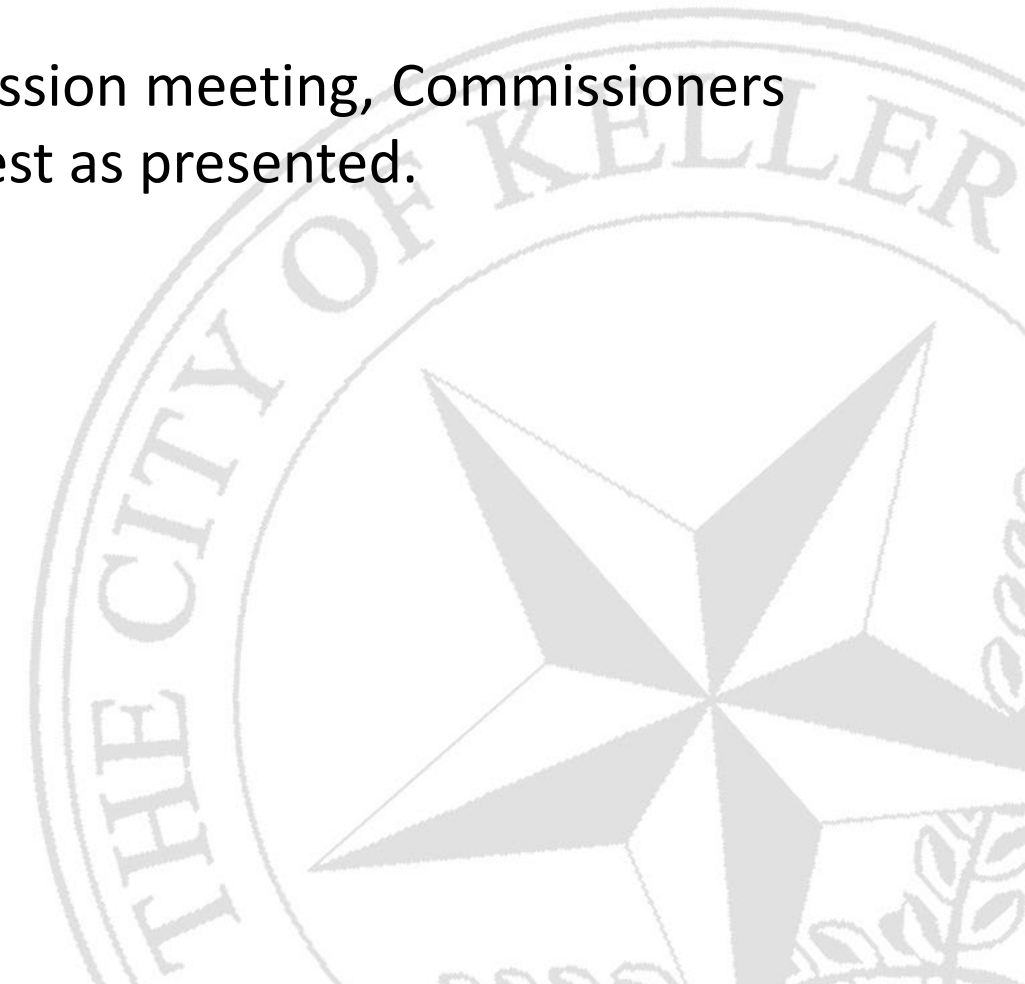 ssion meeting, Commissioners
est as presented.
THE CITY OF KELLER